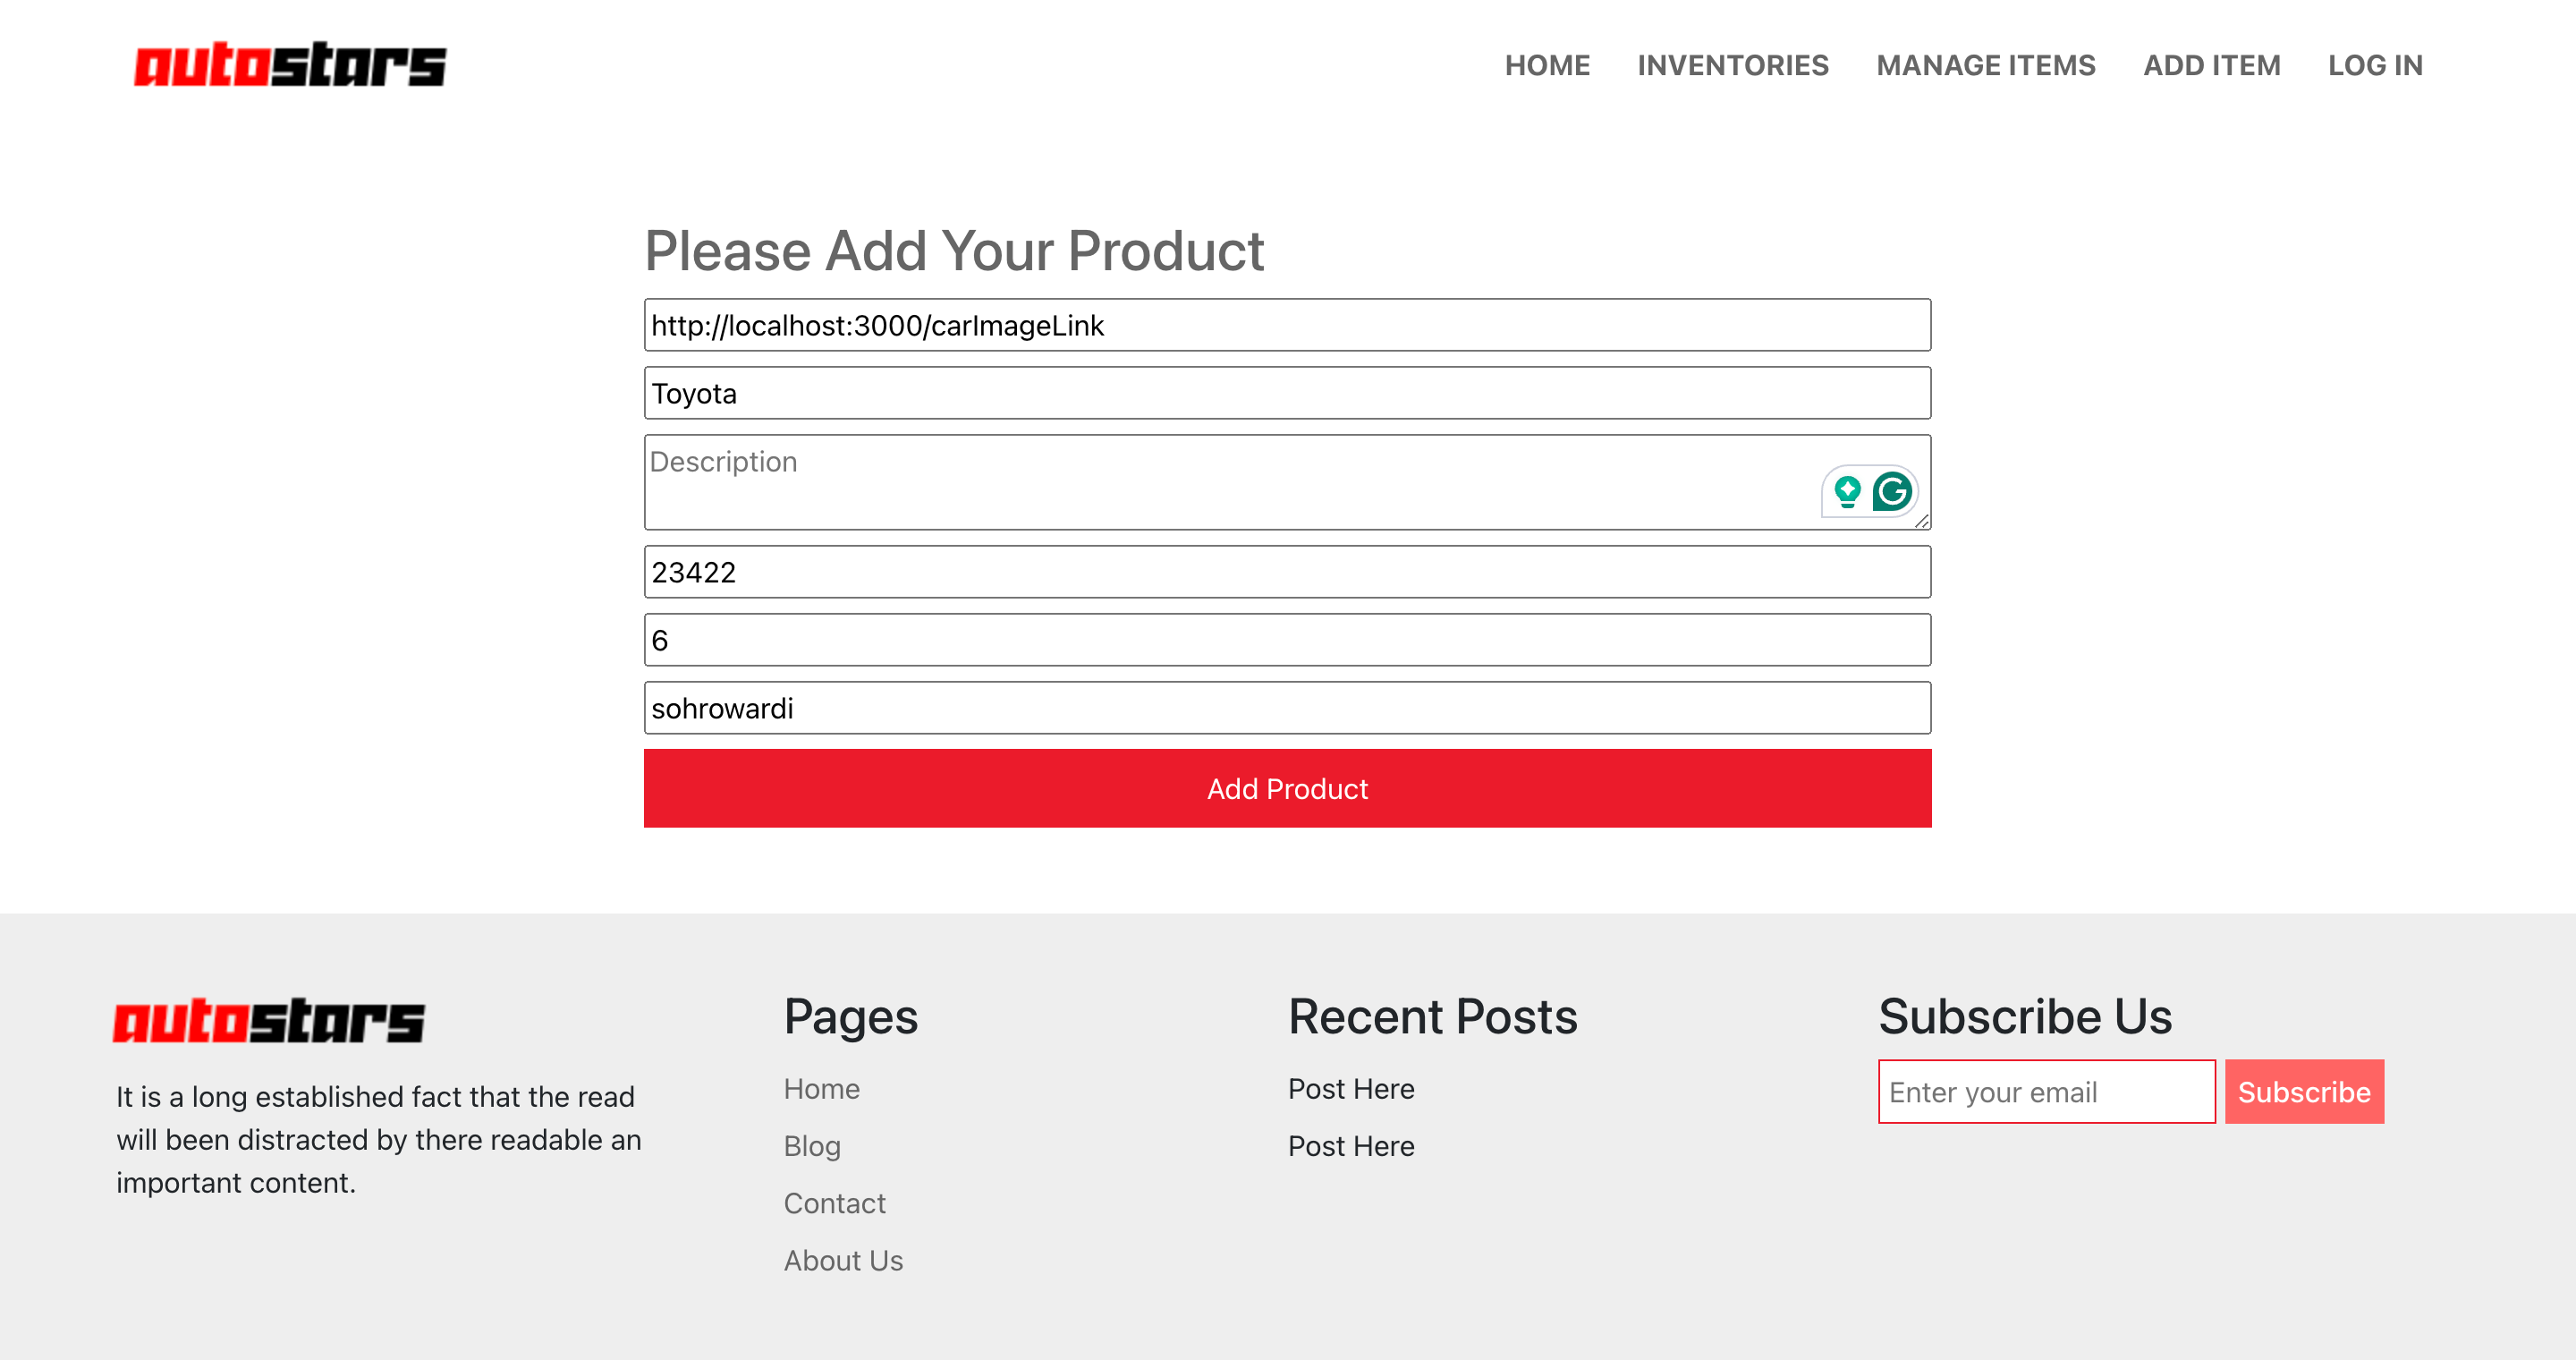 autostars
HOME INVENTORIES MANAGE ITEMS ADD ITEM LOG IN
Please Add Your Product
http://localhost:3000/carImageLink
Toyota
Description
23422
6
sohrowardi
Add Product
autostars
It is a long established fact that the read
will been distracted by there readable an
important content.
Pages
Home
Blog
Contact
About Us
Recent Posts
Post Here
Post Here
Subscribe Us
Enter your email Subscribe